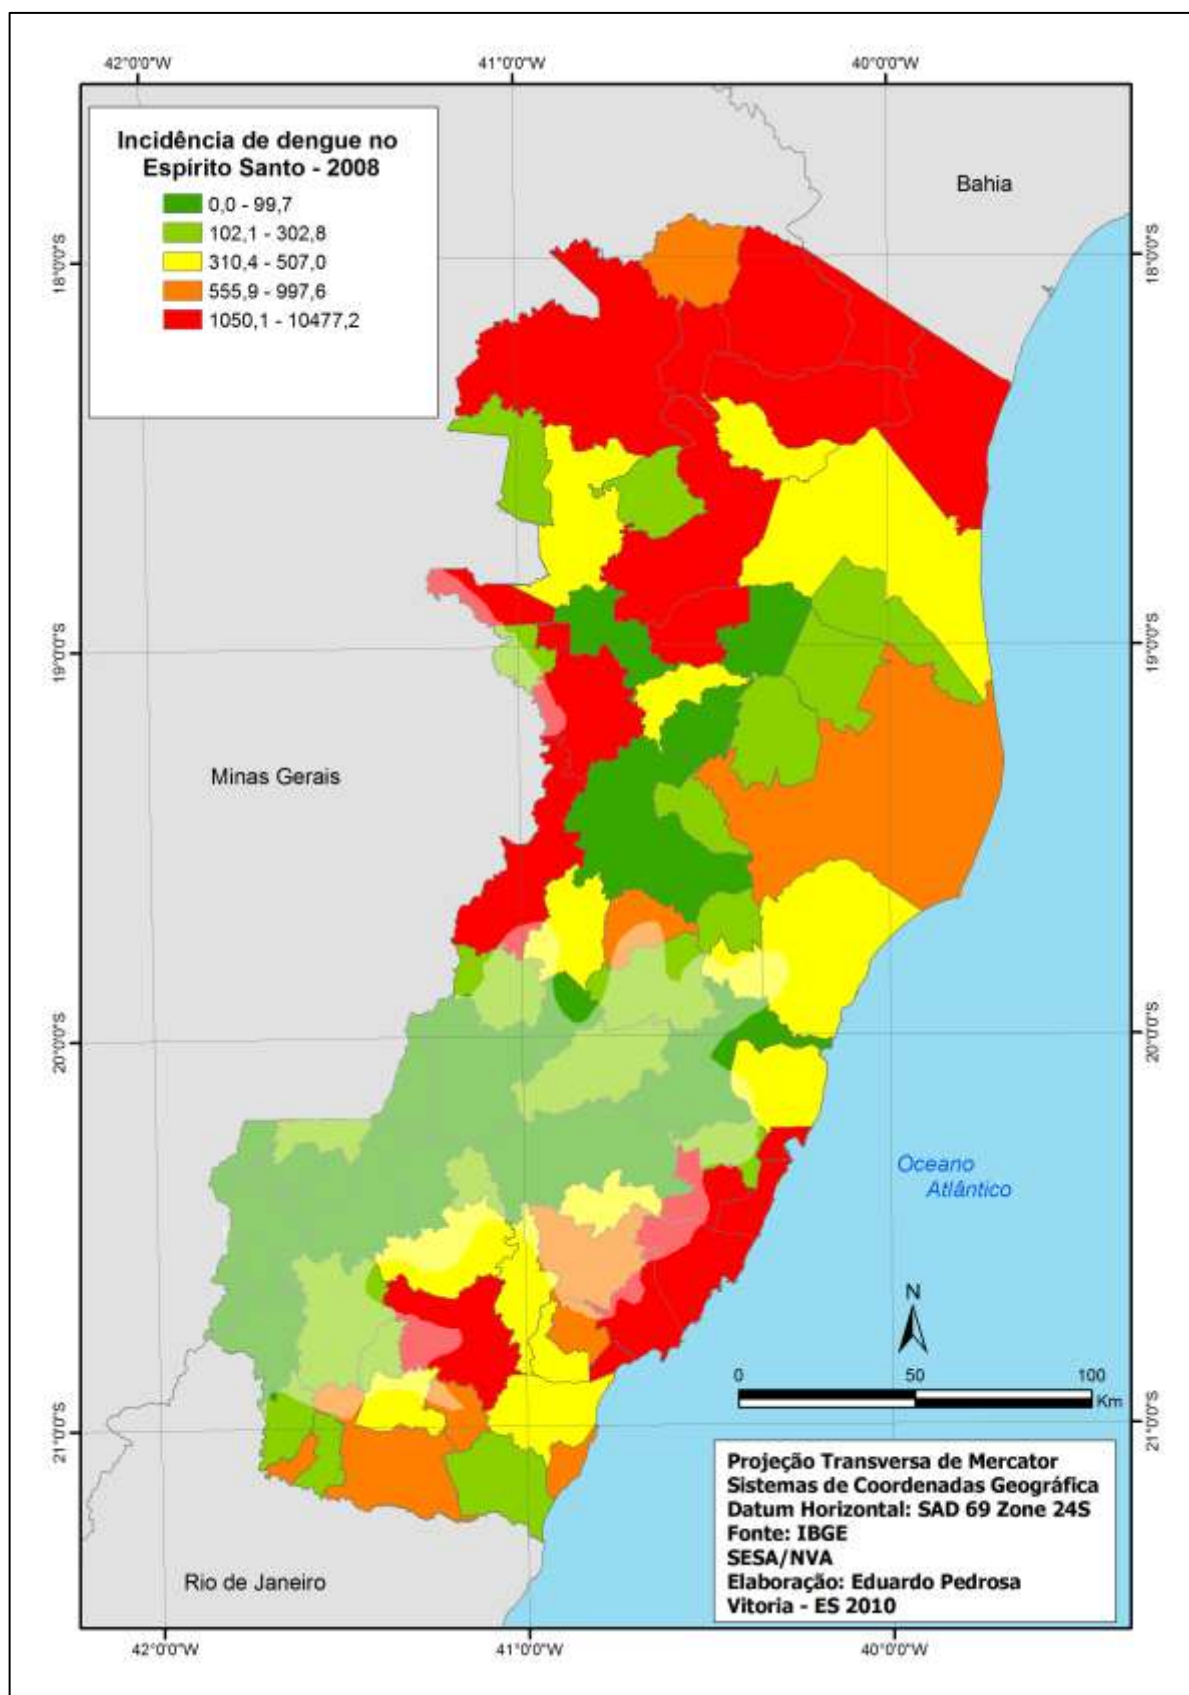 42°0'0"W
41°0'0"W
40°0'0"W
Incidência de dengue no
Espírito Santo - 2008
0,0 - 99,7
102,1 - 302,8
310,4 - 507,0
555,9 - 997,6
1050,1 - 10477,2
Bahia
18°0'0"S
18°0'0"S
19°0'0"S
19°0'0"S
Minas Gerais
20°0'0"S
20°0'0"S
Oceano
Atlântico
N
0
50
100
Km
21°0'0"S
21°0'0"S
Projeção Transversa de Mercator
Sistemas de Coordenadas Geográfica
Datum Horizontal: SAD 69 Zone 24S
Fonte: IBGE
SESA/NVA
Elaboração: Eduardo Pedrosa
Vitoria - ES 2010
Rio de Janeiro
42°0'0"W
41°0'0"W
40°0'0"W